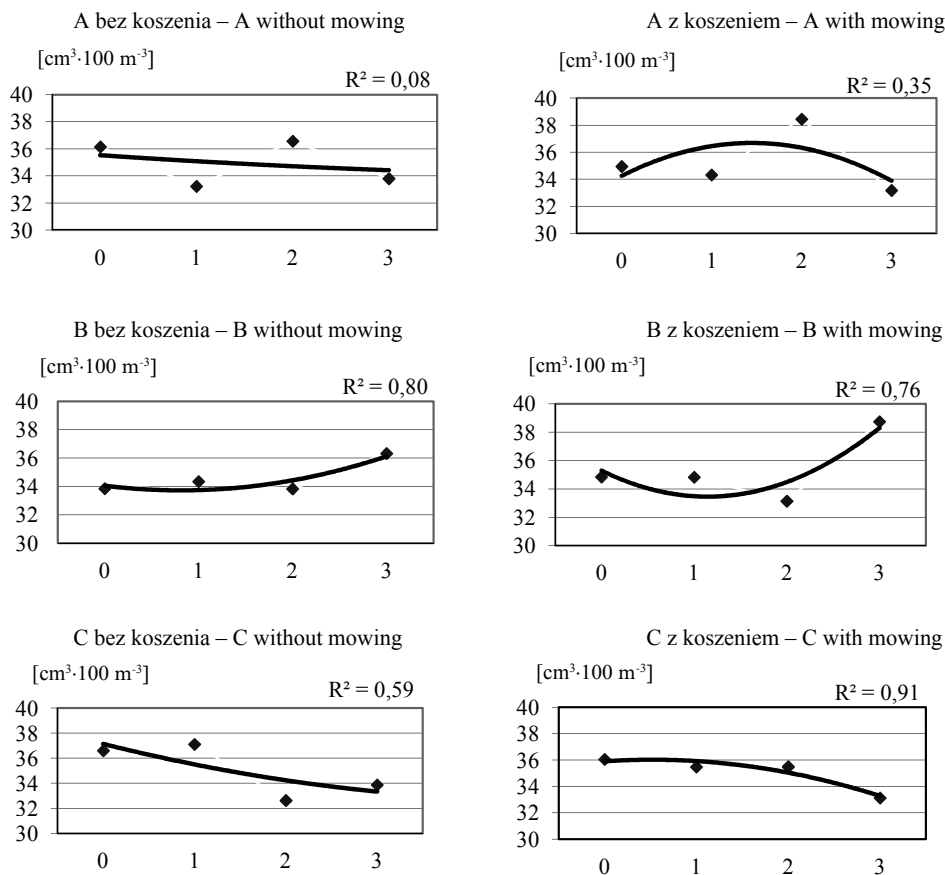 A bez koszenia – A without mowing
[cm³·100 m⁻³]
R² = 0,08
40
38
36
34
32
30
0 1 2 3
A z koszeniem – A with mowing
[cm³·100 m⁻³]
R² = 0,35
40
38
36
34
32
30
0 1 2 3
B bez koszenia – B without mowing
[cm³·100 m⁻³]
R² = 0,80
40
38
36
34
32
30
0 1 2 3
B z koszeniem – B with mowing
[cm³·100 m⁻³]
R² = 0,76
40
38
36
34
32
30
0 1 2 3
C bez koszenia – C without mowing
[cm³·100 m⁻³]
R² = 0,59
40
38
36
34
32
30
0 1 2 3
C z koszeniem – C with mowing
[cm³·100 m⁻³]
R² = 0,91
40
38
36
34
32
30
0 1 2 3